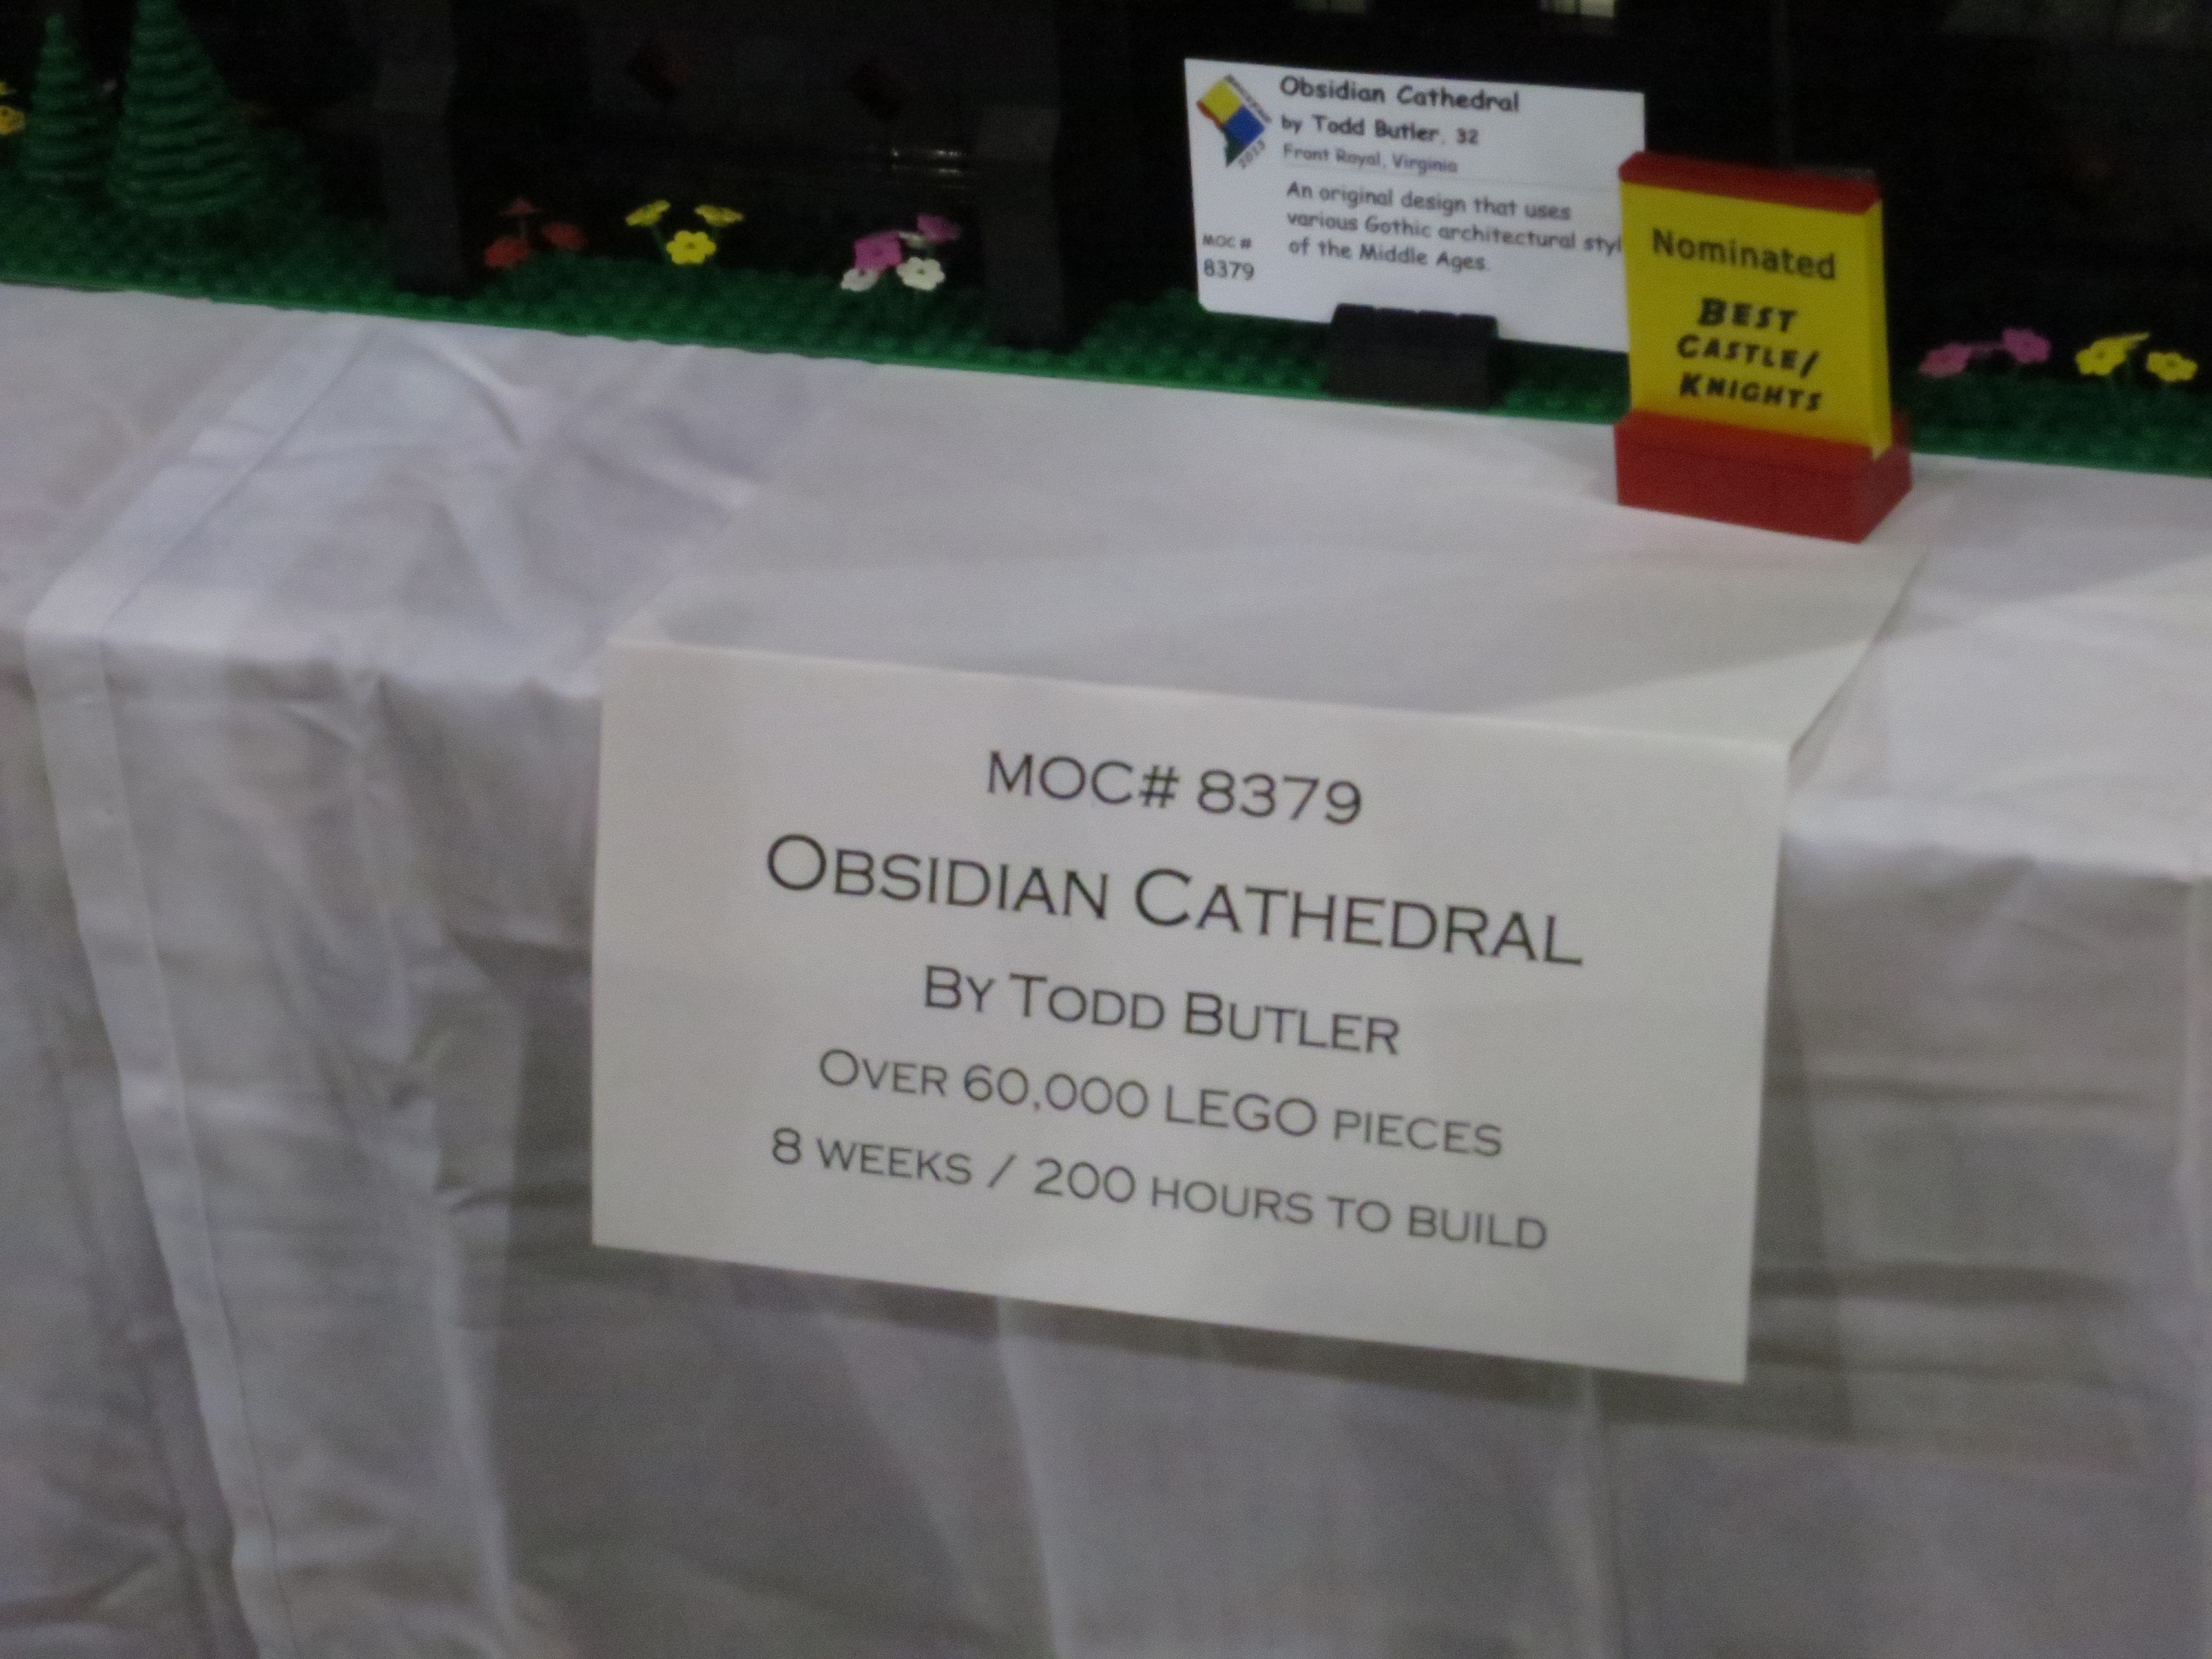 Obsidian Cathedral
by Todd Butler, 32
Front Royal, Virginia
An original design that uses
various Gothic architectural
of the Middle Ages.
MOC #
8379
2013
Nominated
BEST
CASTLE/
KNIGHTS
MOC# 8379
OBSIDIAN CATHEDRAL
BY TODD BUTLER
OVER 60,000 LEGO PIECES
8 WEEKS / 200 HOURS TO BUILD